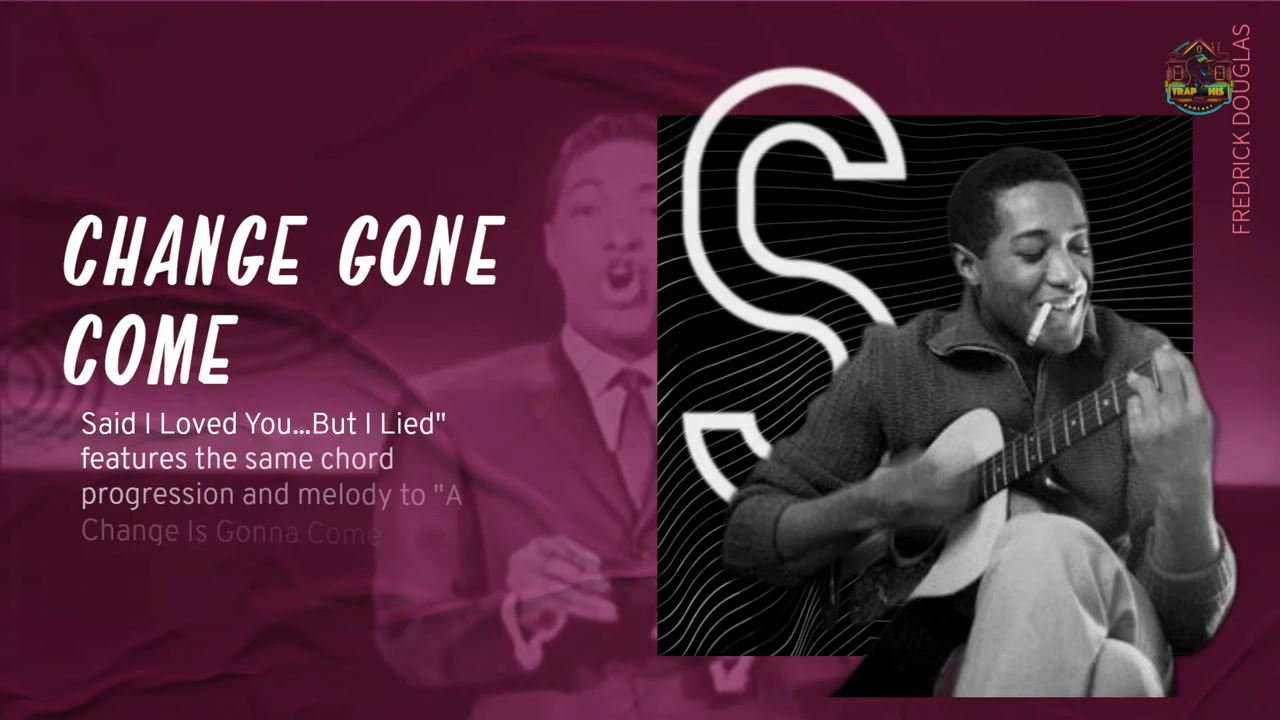 CHANGE GONE
COME
Said I Loved You...But I Lied"
features the same chord
progression and melody to "A
Change Is Gonna Come
S
FREDRICK DOUGLAS
TRAP HIS
PODCAST